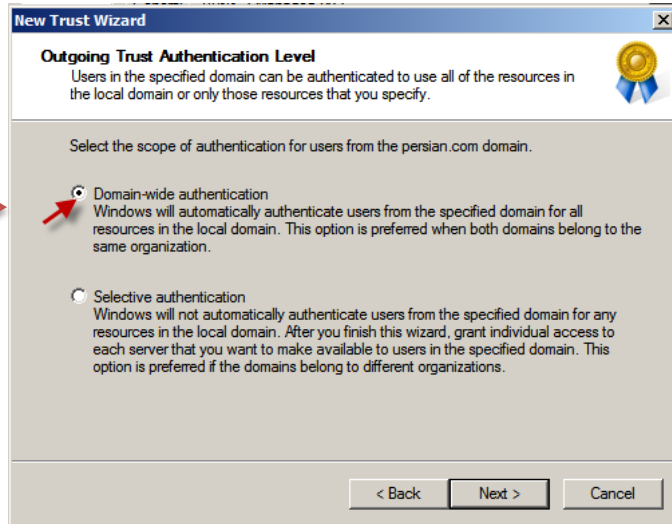 New Trust Wizard
Outgoing Trust Authentication Level
Users in the specified domain can be authenticated to use all of the resources in
the local domain or only those resources that you specify.
Select the scope of authentication for users from the persian.com domain.
Domain-wide authentication
Windows will automatically authenticate users from the specified domain for all
resources in the local domain. This option is preferred when both domains belong to the
same organization.
Selective authentication
Windows will not automatically authenticate users from the specified domain for any
resources in the local domain. After you finish this wizard, grant individual access to
each server that you want to make available to users in the specified domain. This
option is preferred if the domains belong to different organizations.
< Back
Next >
Cancel